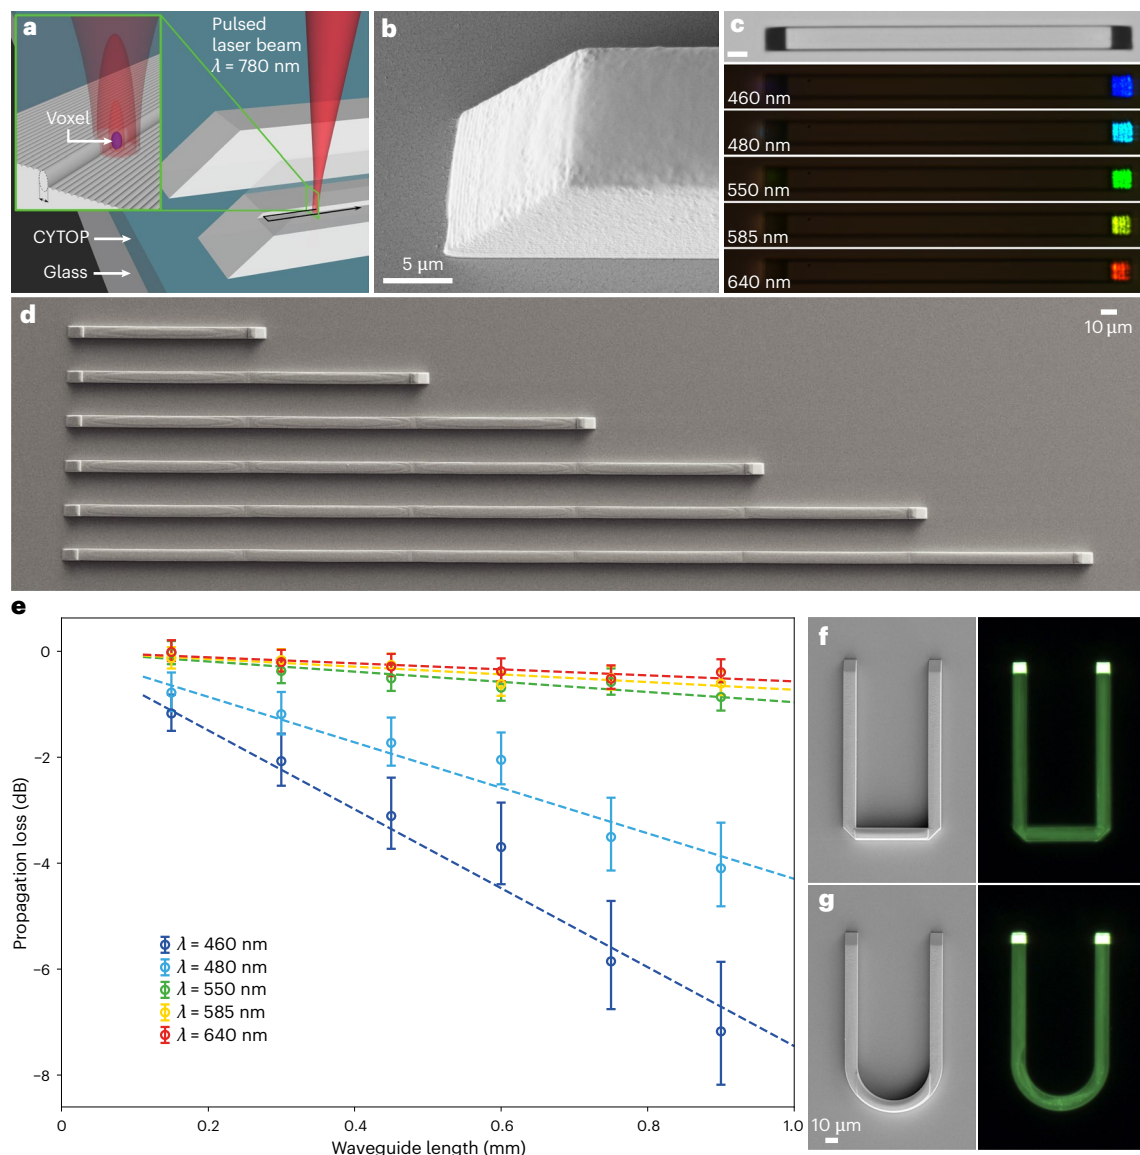 a
Pulsed
laser beam
λ = 780 nm
Voxel
CYTOP
Glass
b
5 µm
c
460 nm
480 nm
550 nm
585 nm
640 nm
d
10 µm
e
0
−2
−4
−6
−8
Propagation loss (dB)
λ = 460 nm
λ = 480 nm
λ = 550 nm
λ = 585 nm
λ = 640 nm
0
0.2
0.4
0.6
0.8
1.0
Waveguide length (mm)
f
g
10 µm